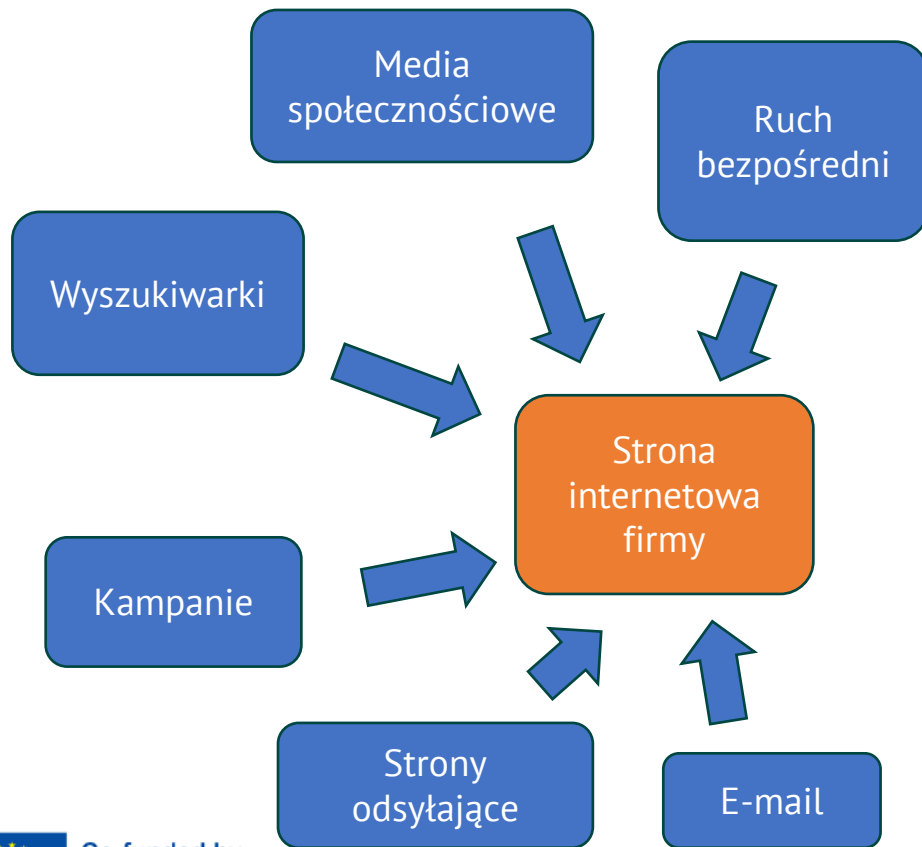 Media
społecznościowe
Ruch
bezpośredni
Wyszukiwarki
Strona
internetowa
firmy
Kampanie
Strony
odsyłające
E-mail